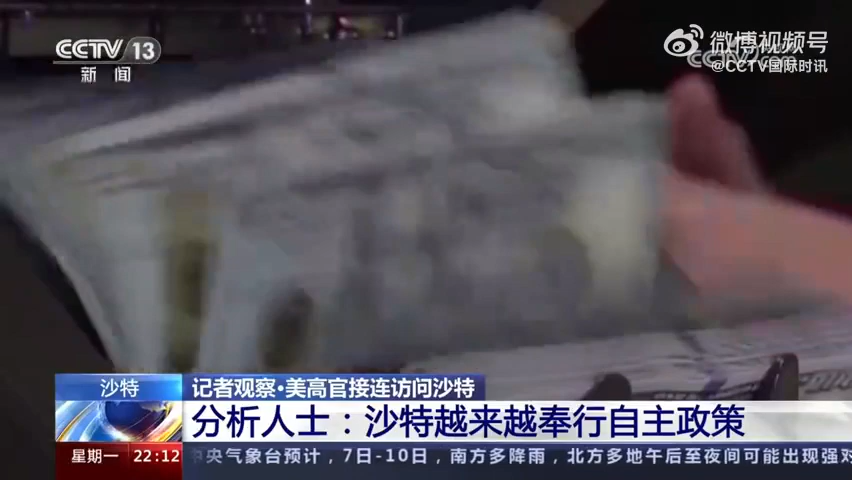 CCTV 13
新闻
微博视频号
CCTV.com
@CCTV国际时讯
沙特
记者观察·美高官接连访问沙特
分析人士：沙特越来越奉行自主政策
星期一 22:12
中央气象台预计，7日-10日，南方多降雨，北方多地午后至夜间可能出现强对